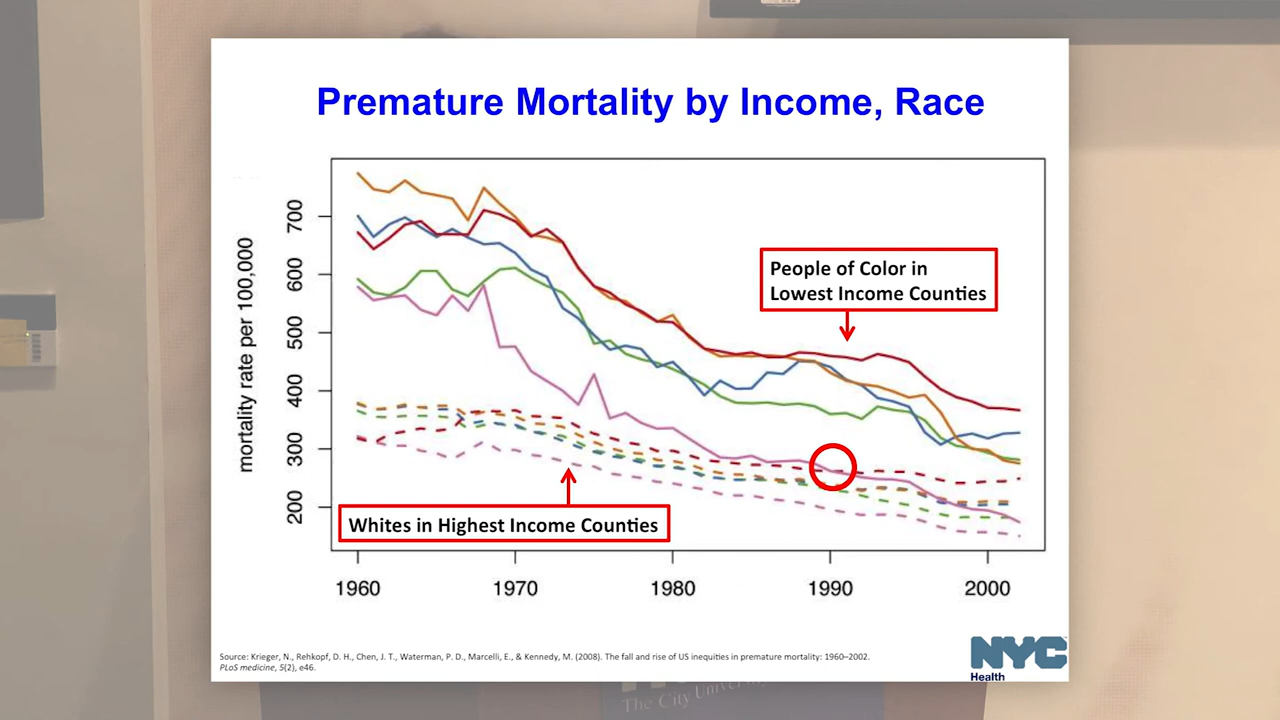 Premature Mortality by Income, Race
mortality rate per 100,000
700
600
500
400
300
200
People of Color in
Lowest Income Counties
Whites in Highest Income Counties
1960
1970
1980
1990
2000
Source: Krieger, N., Rehkopf, D. H., Chen, J. T., Waterman, P. D., Marcelli, E., & Kennedy, M. (2008). The fall and rise of US inequities in premature mortality: 1960–2002.
PLoS medicine, 5(2), e46.
NYC
Health
The City Univer